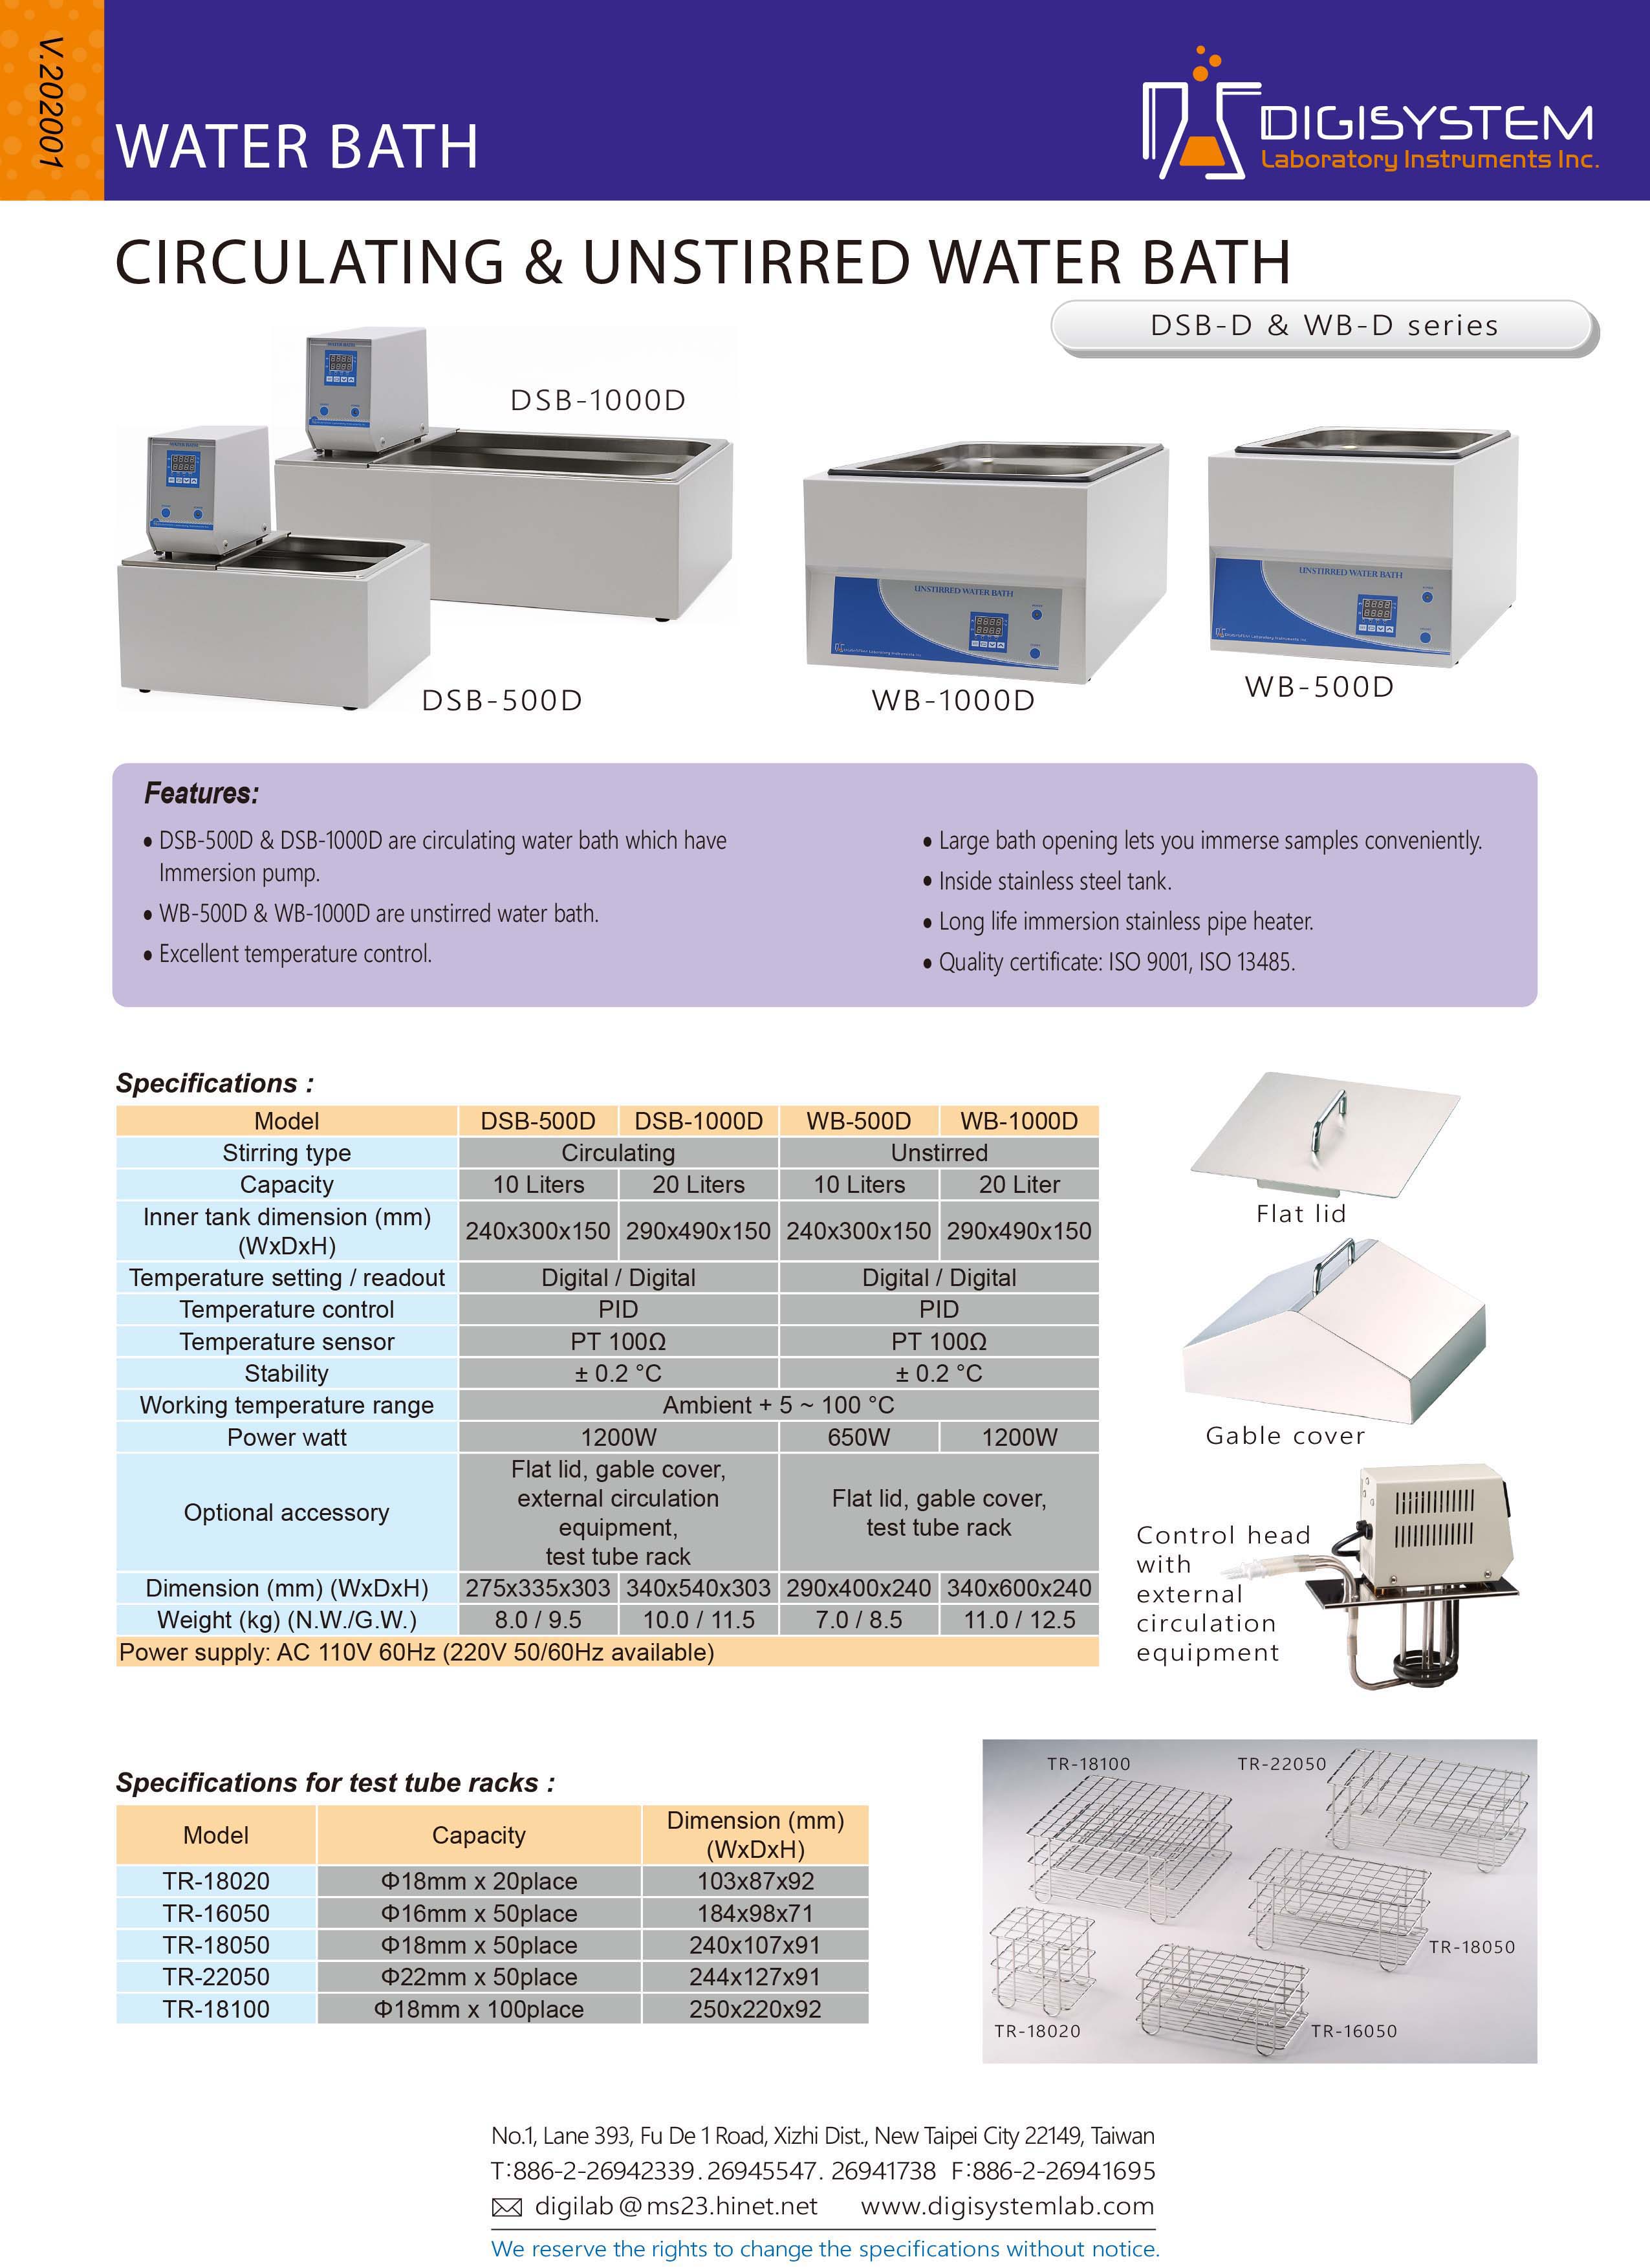 V.202001
WATER BATH
DIGISYSTEM
Laboratory Instruments Inc.
CIRCULATING & UNSTIRRED WATER BATH
DSB-D & WB-D series
DSB-1000D
DSB-500D
UNSTIRRED WATER BATH
WB-1000D
UNSTIRRED WATER BATH
WB-500D
Features:
• DSB-500D & DSB-1000D are circulating water bath which have
Immersion pump.
• WB-500D & WB-1000D are unstirred water bath.
• Excellent temperature control.
• Large bath opening lets you immerse samples conveniently.
• Inside stainless steel tank.
• Long life immersion stainless pipe heater.
• Quality certificate: ISO 9001, ISO 13485.
Specifications :
Model DSB-500D DSB-1000D WB-500D WB-1000D
Stirring type Circulating Unstirred
Capacity 10 Liters 20 Liters 10 Liters 20 Liter
Inner tank dimension (mm)
(WxDxH) 240x300x150 290x490x150 240x300x150 290x490x150
Temperature setting / readout Digital / Digital Digital / Digital
Temperature control PID PID
Temperature sensor PT 100Ω PT 100Ω
Stability ± 0.2 °C ± 0.2 °C
Working temperature range Ambient + 5 ~ 100 °C
Power watt 1200W 650W 1200W
Optional accessory
Flat lid, gable cover,
external circulation
equipment,
test tube rack
Flat lid, gable cover,
test tube rack
Dimension (mm) (WxDxH) 275x335x303 340x540x303 290x400x240 340x600x240
Weight (kg) (N.W./G.W.) 8.0 / 9.5 10.0 / 11.5 7.0 / 8.5 11.0 / 12.5
Power supply: AC 110V 60Hz (220V 50/60Hz available)
Flat lid
Gable cover
Control head
with
external
circulation
equipment
Specifications for test tube racks :
Model Capacity Dimension (mm)
(WxDxH)
TR-18020 Φ18mm x 20place 103x87x92
TR-16050 Φ16mm x 50place 184x98x71
TR-18050 Φ18mm x 50place 240x107x91
TR-22050 Φ22mm x 50place 244x127x91
TR-18100 Φ18mm x 100place 250x220x92
TR-18100
TR-22050
TR-18050
TR-18020
TR-16050
No.1, Lane 393, Fu De 1 Road, Xizhi Dist., New Taipei City 22149, Taiwan
T:886-2-26942339. 26945547. 26941738 F:886-2-26941695
digilab@ms23.hinet.net www.digisystemlab.com
We reserve the rights to change the specifications without notice.